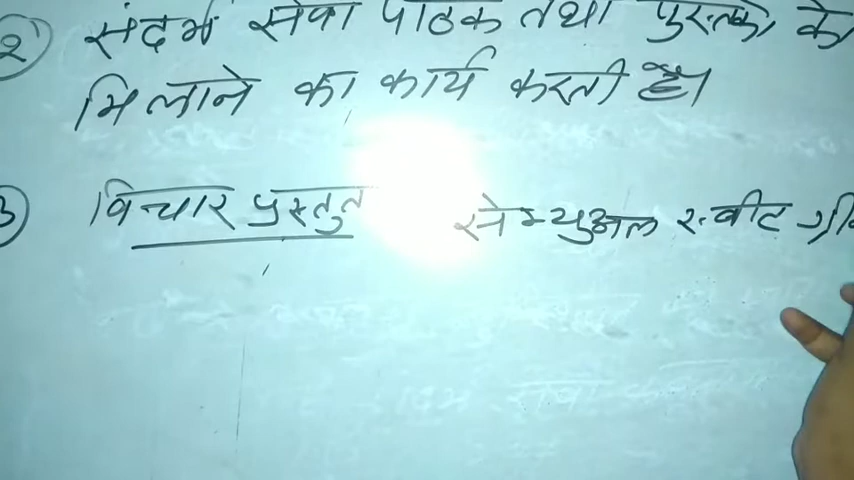 2) संदर्भ सेवा पाठक तथा पुस्तको के
मिलाने का कार्य करती है।
3 विचार प्रस्तुत सेम्युअल स्वीट